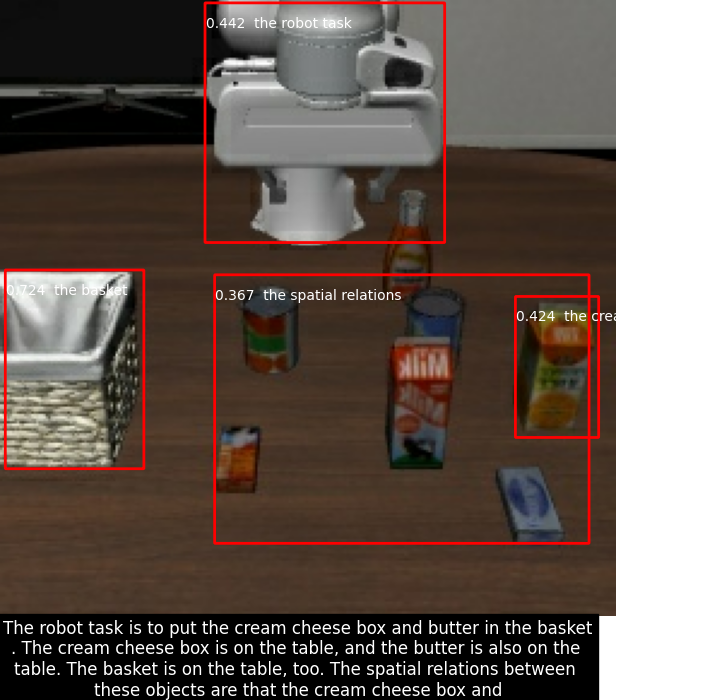 0.442 the robot task
0.724 the basket
0.367 the spatial relations
0.424 the crea
Milk
Milk
The robot task is to put the cream cheese box and butter in the basket
. The cream cheese box is on the table, and the butter is also on the
table. The basket is on the table, too. The spatial relations between
these objects are that the cream cheese box and